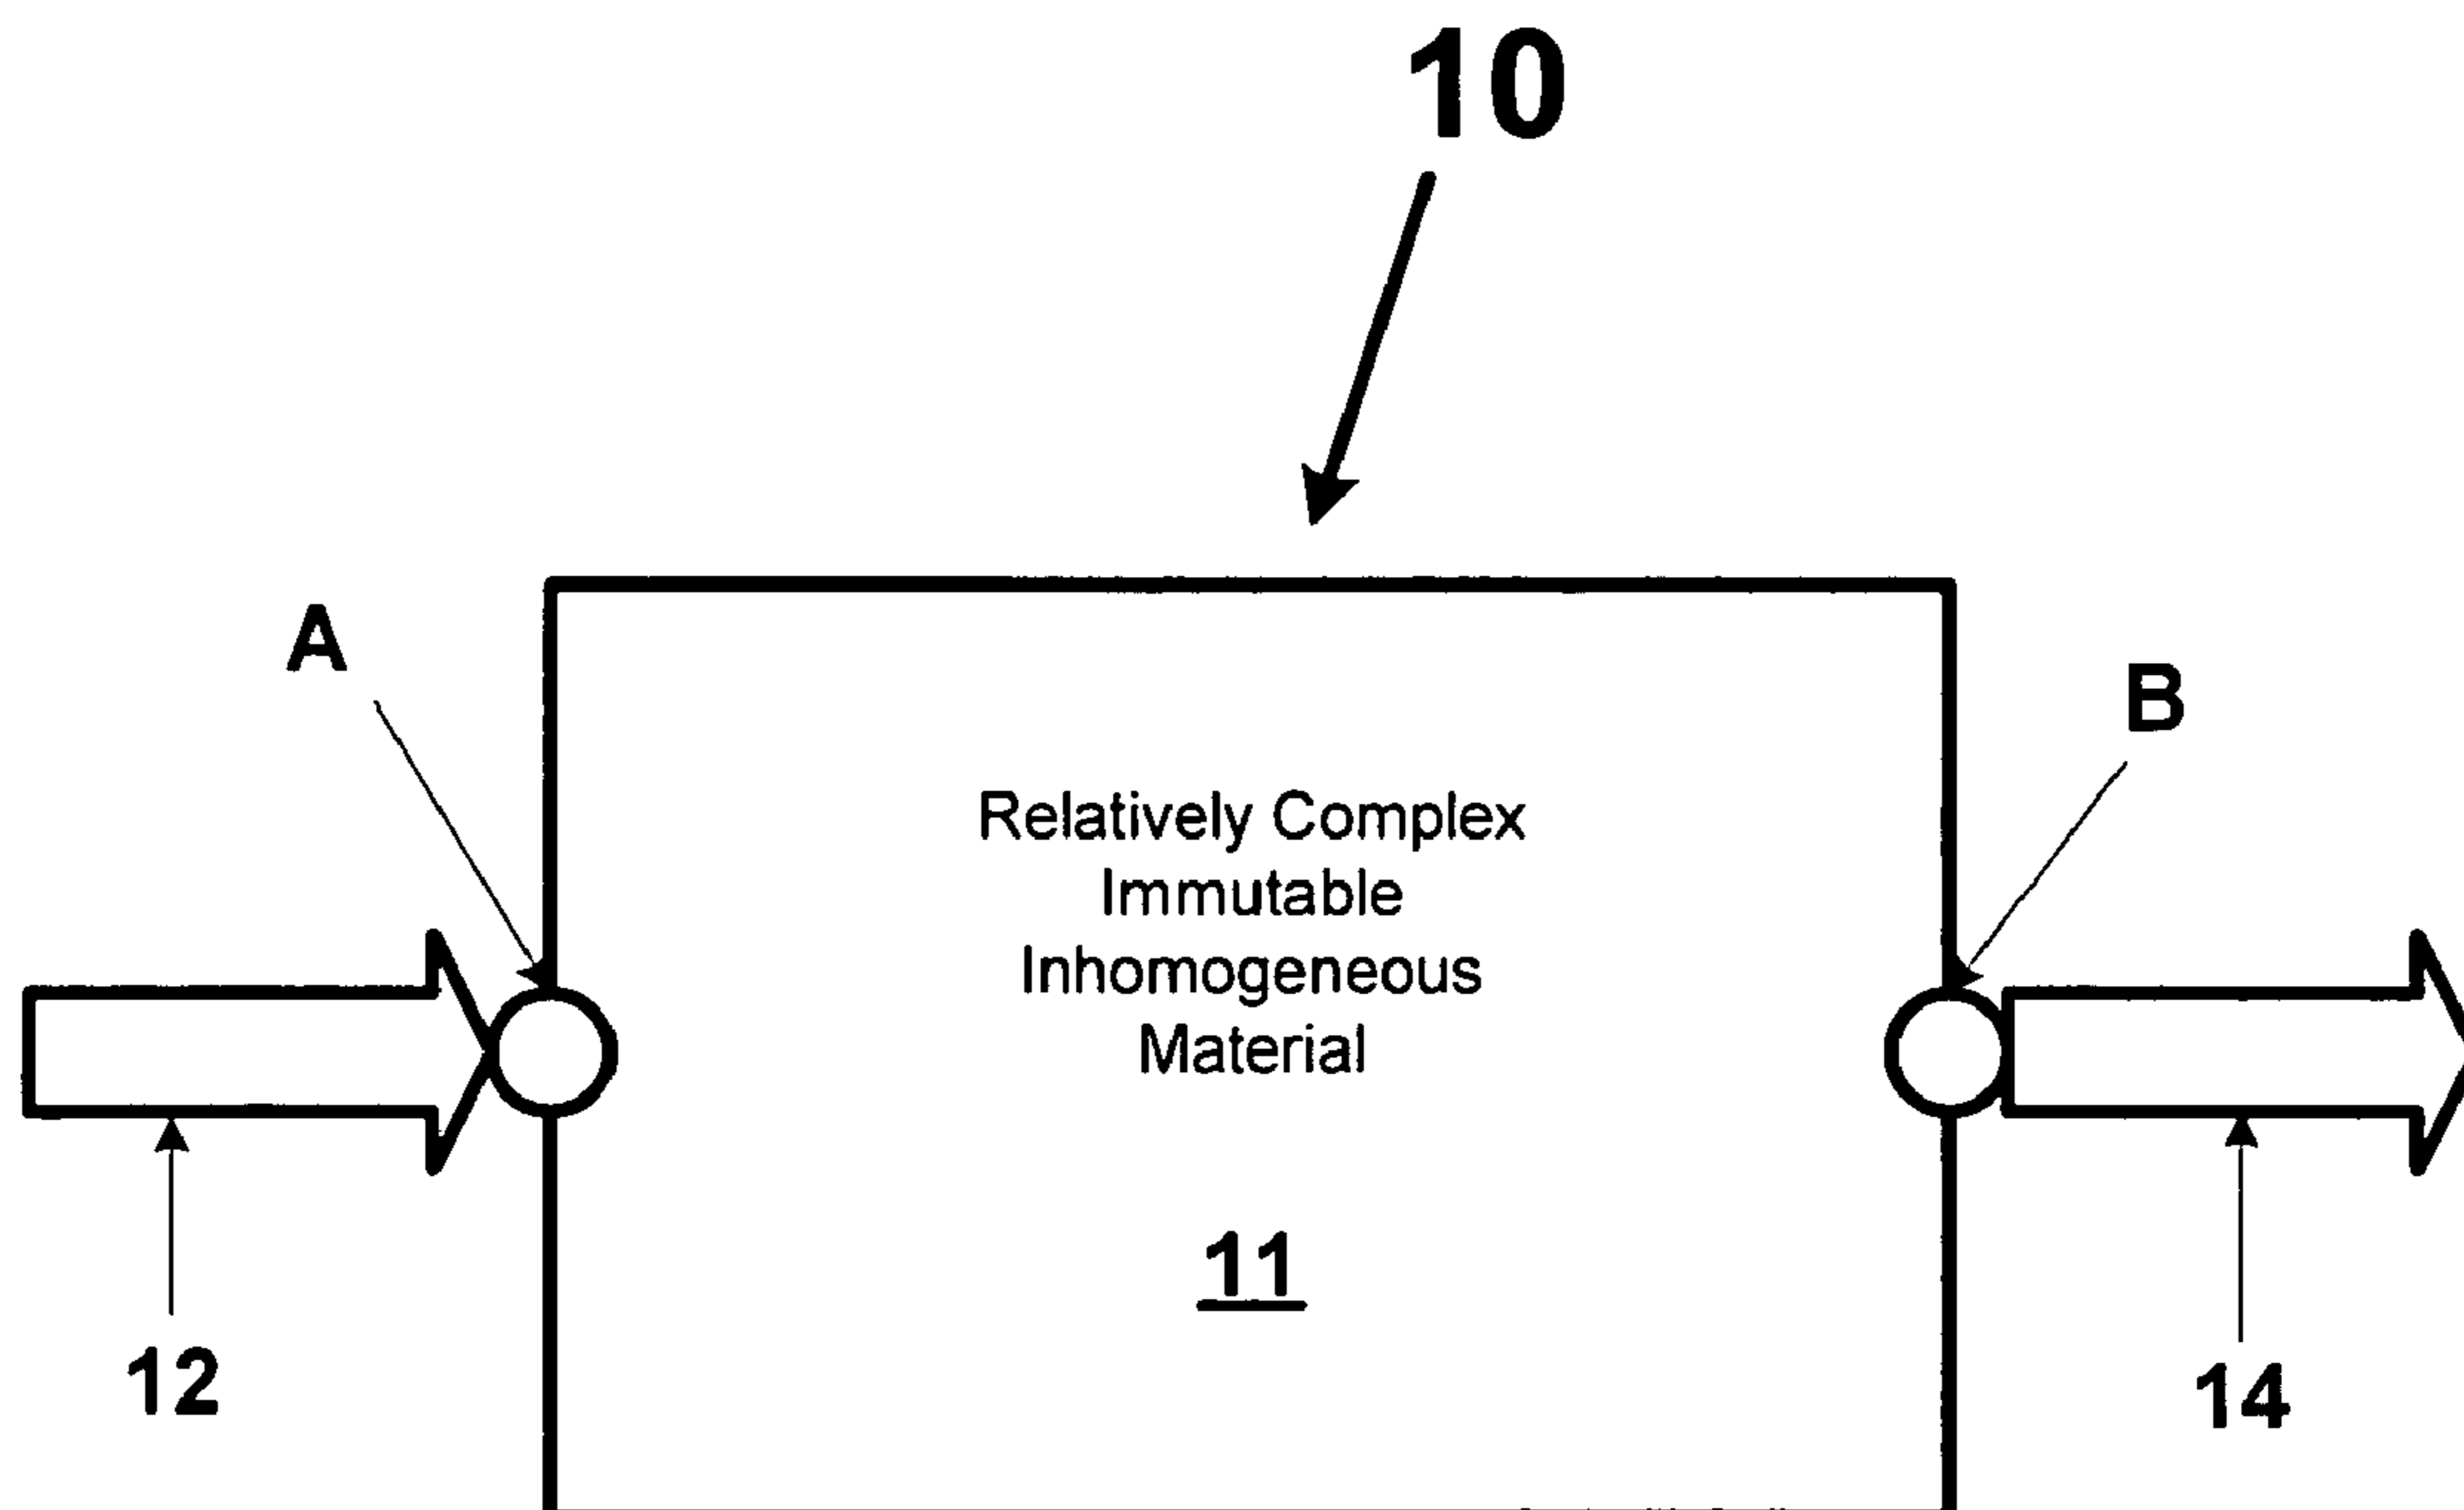 10
A
B
Relatively Complex
Immutable
Inhomogeneous
Material
11
12
14